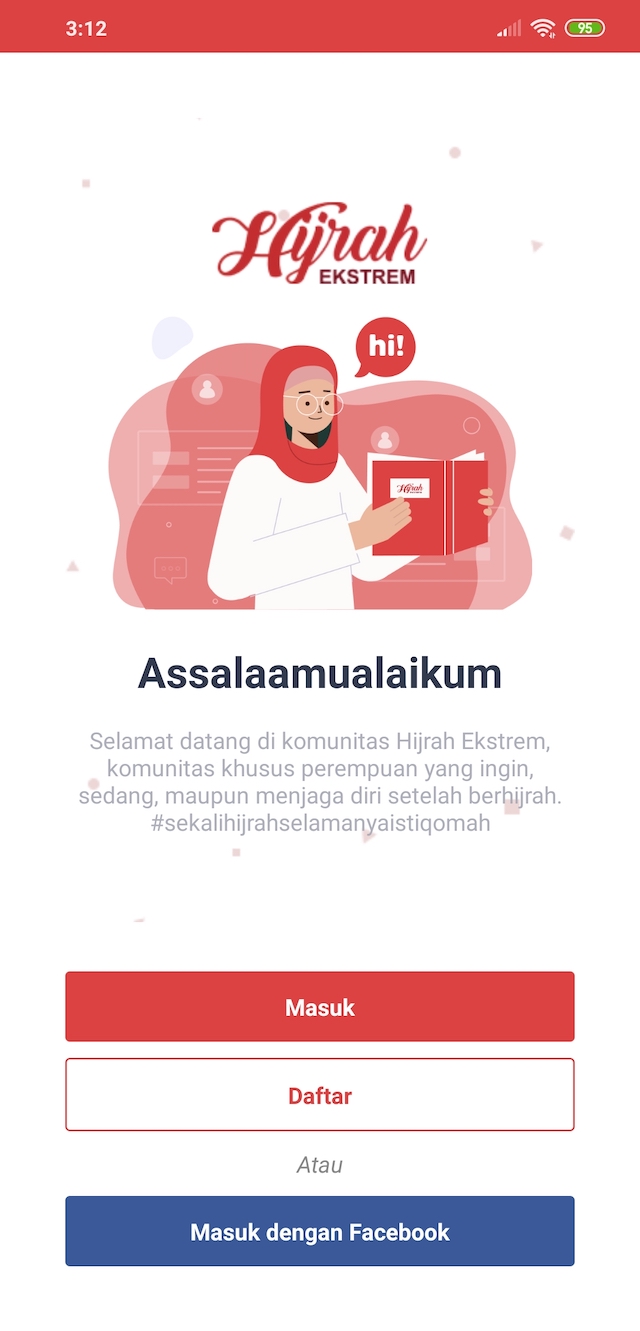 3:12
95
Hijrah
EKSTREM
hi!
Hijrah
Assalaamualaikum
Selamat datang di komunitas Hijrah Ekstrem,
komunitas khusus perempuan yang ingin,
sedang, maupun menjaga diri setelah berhijrah.
#sekalihijrahselamanyaistiqomah
Masuk
Daftar
Atau
Masuk dengan Facebook